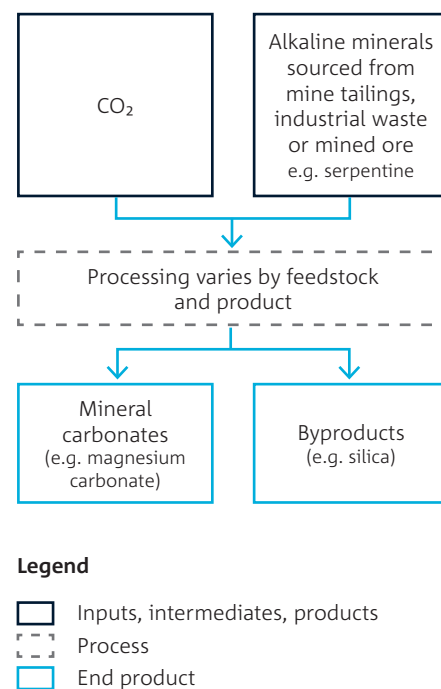 CO₂
Alkaline minerals
sourced from
mine tailings,
industrial waste
or mined ore
e.g. serpentine
Processing varies by feedstock
and product
Mineral
carbonates
(e.g. magnesium
carbonate)
Byproducts
(e.g. silica)
Legend
Inputs, intermediates, products
Process
End product